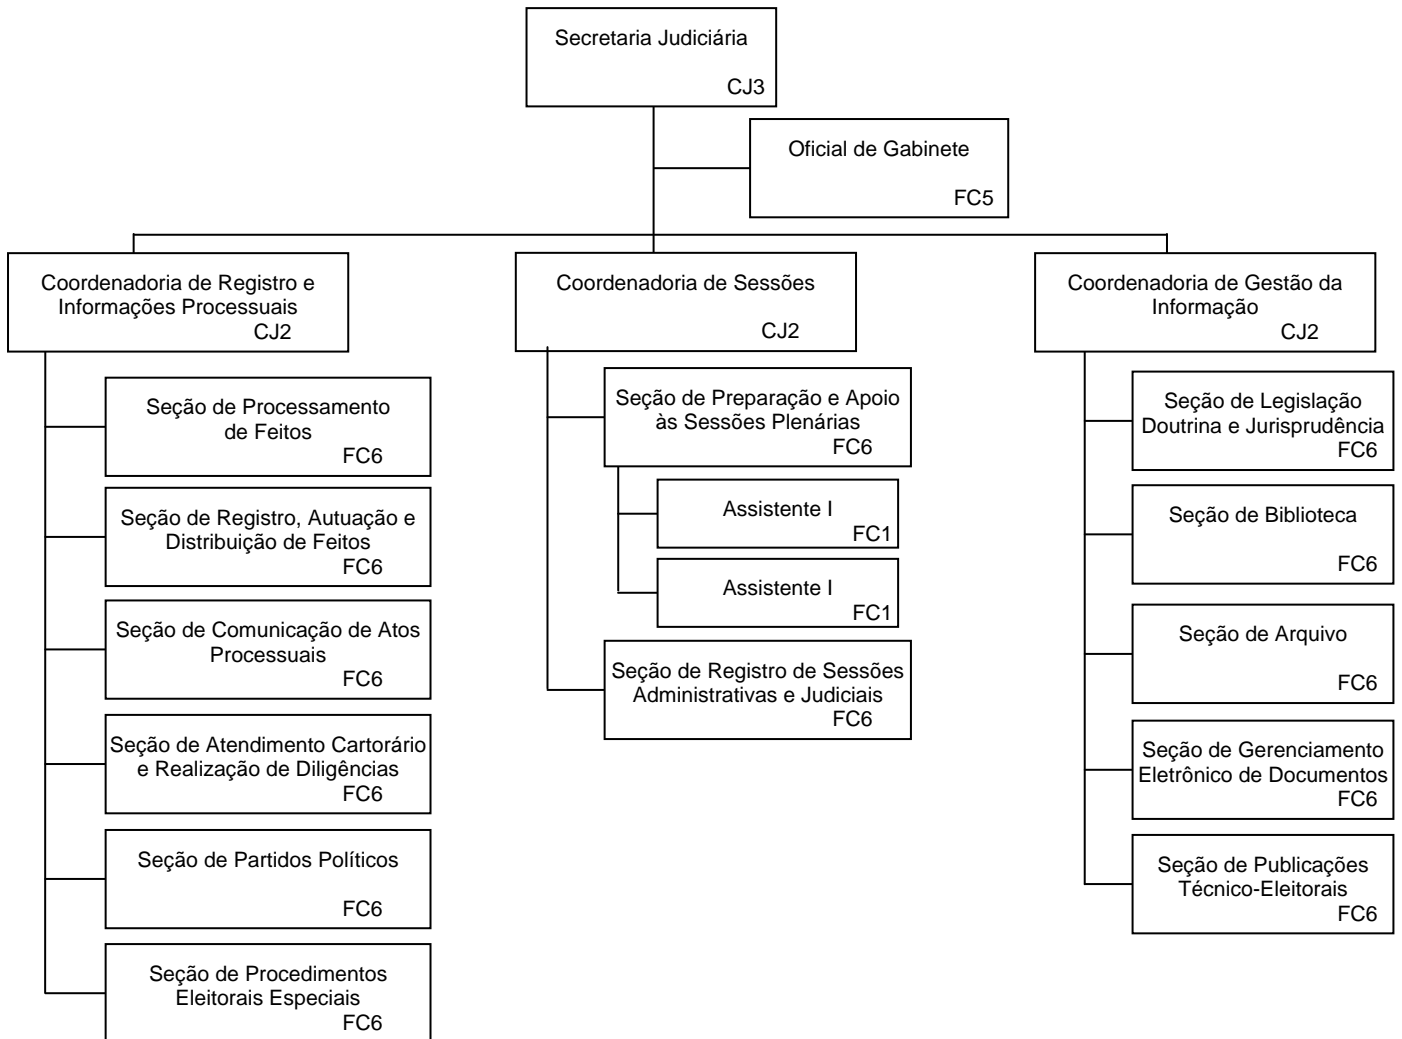 Secretaria Judiciária
CJ3
Oficial de Gabinete
FC5
Coordenadoria de Registro e
Informações Processuais
CJ2
Seção de Processamento
de Feitos
FC6
Seção de Registro, Autuação e
Distribuição de Feitos
FC6
Seção de Comunicação de Atos
Processuais
FC6
Seção de Atendimento Cartorário
e Realização de Diligências
FC6
Seção de Partidos Políticos
FC6
Seção de Procedimentos
Eleitorais Especiais
FC6
Coordenadoria de Sessões
CJ2
Seção de Preparação e Apoio
às Sessões Plenárias
FC6
Assistente I
FC1
Assistente I
FC1
Seção de Registro de Sessões
Administrativas e Judiciais
FC6
Coordenadoria de Gestão da
Informação
CJ2
Seção de Legislação
Doutrina e Jurisprudência
FC6
Seção de Biblioteca
FC6
Seção de Arquivo
FC6
Seção de Gerenciamento
Eletrônico de Documentos
FC6
Seção de Publicações
Técnico-Eleitorais
FC6